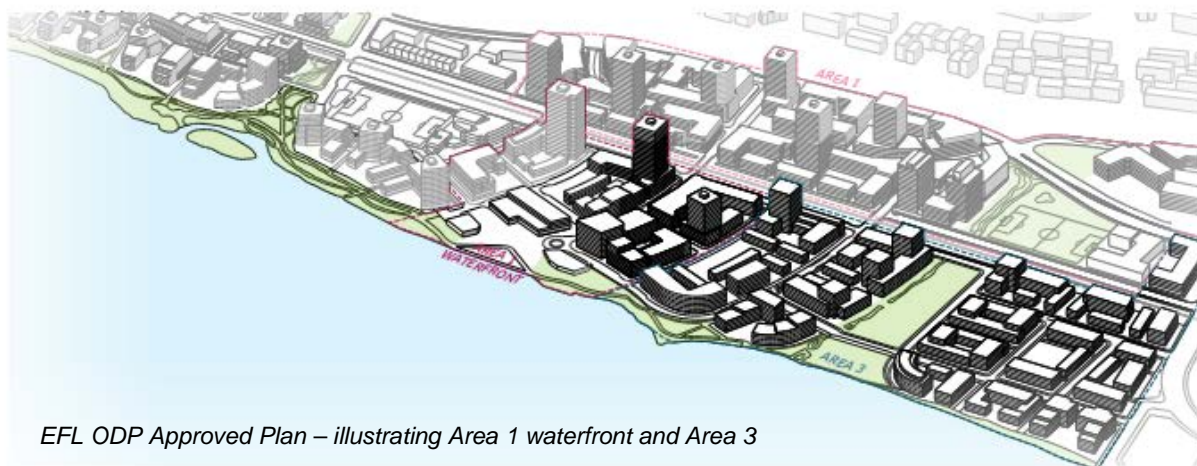 AREA 1
AREA 1
WATERFRONT
AREA 3
EFL ODP Approved Plan – illustrating Area 1 waterfront and Area 3